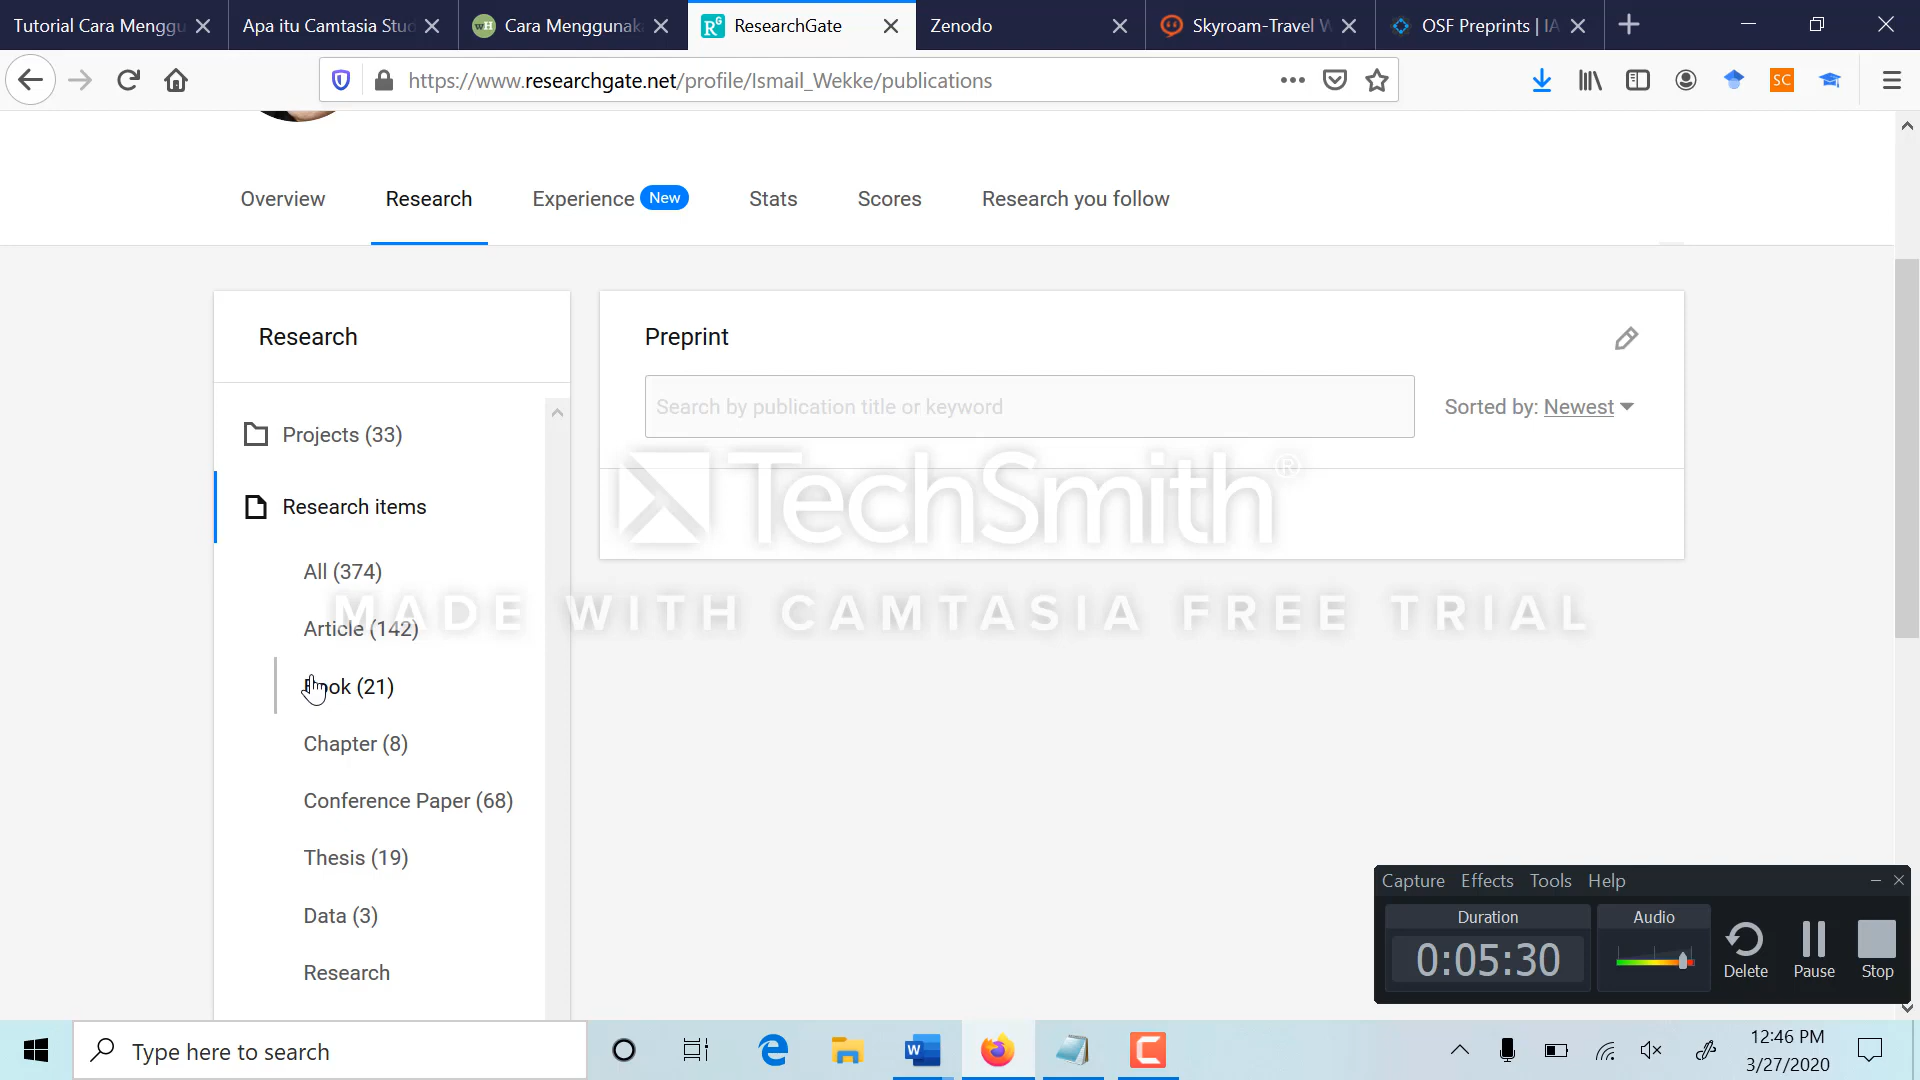 Tutorial Cara Menggu
Apa itu Camtasia Stud
Cara Menggunaka
ResearchGate
Zenodo
Skyroam-Travel W
OSF Preprints | IA
https://www.researchgate.net/profile/Ismail_Wekke/publications
SC
Overview
Research
Experience New
Stats
Scores
Research you follow
Research
Projects (33)
Research items
All (374)
Article (142)
Book (21)
Chapter (8)
Conference Paper (68)
Thesis (19)
Data (3)
Research
Preprint
Search by publication title or keyword
Sorted by: Newest
TechSmith®
MADE WITH CAMTASIA FREE TRIAL
Capture Effects Tools Help
Duration
0:05:30
Audio
Delete
Pause
Stop
Type here to search
12:46 PM
3/27/2020